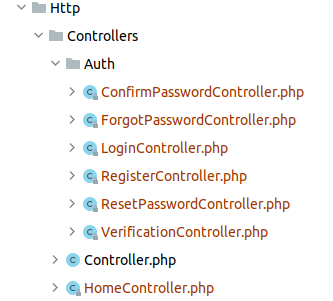 Http
Controllers
Auth
ConfirmPasswordController.php
ForgotPasswordController.php
LoginController.php
RegisterController.php
ResetPasswordController.php
VerificationController.php
Controller.php
HomeController.php